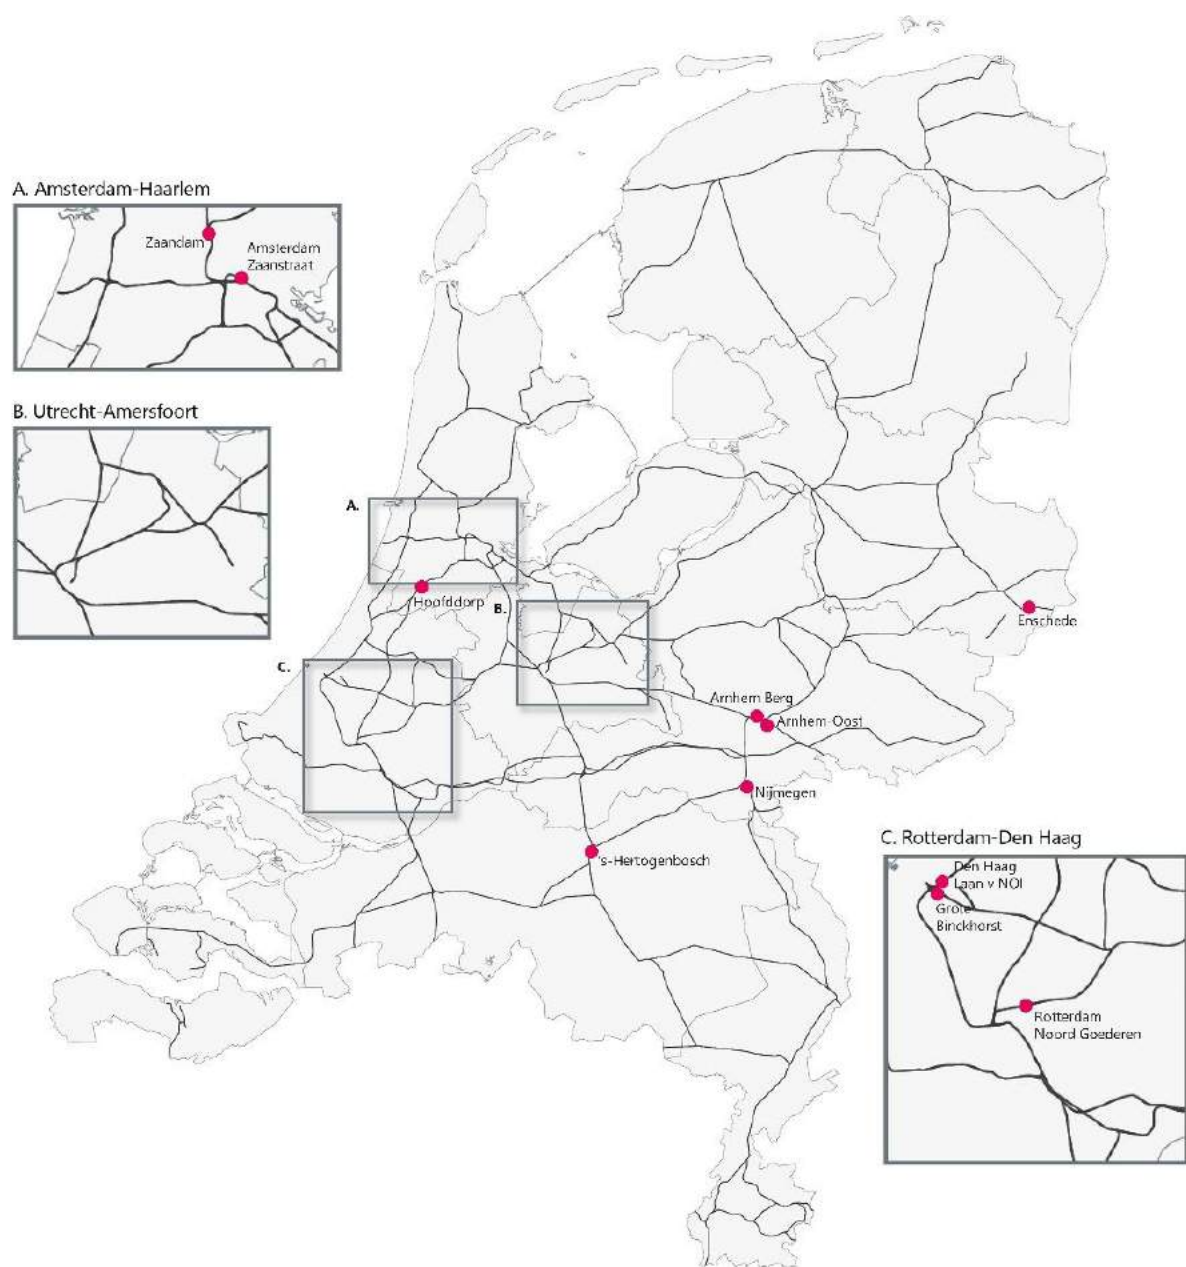 A. Amsterdam-Haarlem
Zaandam
Amsterdam
Zaanstraat
B. Utrecht-Amersfoort
A.
Hoofddorp
B.
Enschede
C.
Arnhem Berg
Arnhem-Oost
Nijmegen
's-Hertogenbosch
C. Rotterdam-Den Haag
Den Haag
Laan v NOI
Grote
Binckhorst
Rotterdam
Noord Goederen